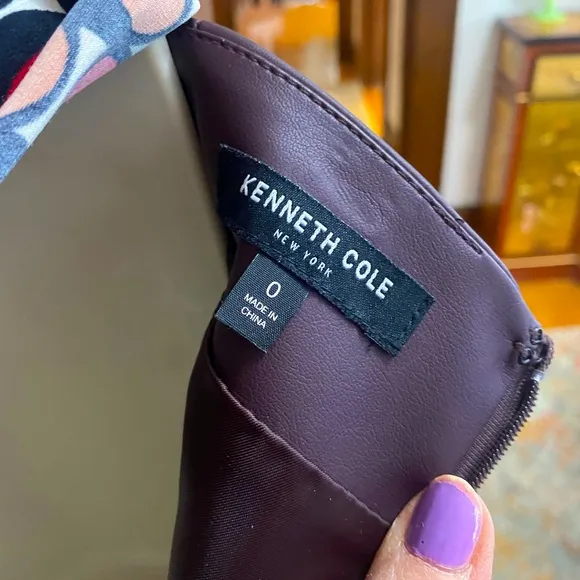 KENNETH COLE
NEW YORK
0
MADE IN
CHINA